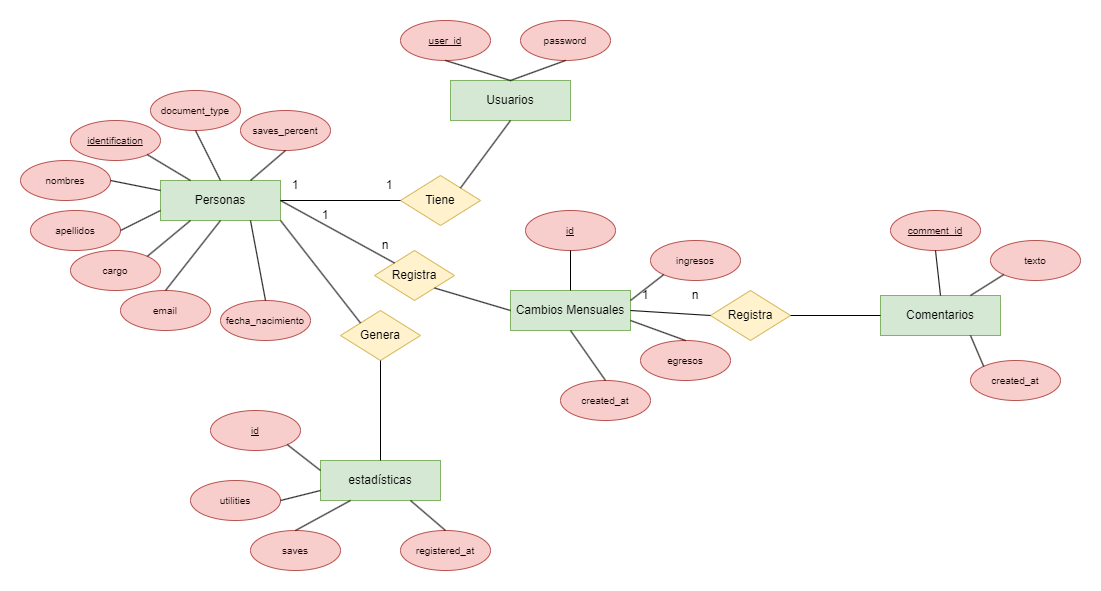 user_id
password
Usuarios
document_type
saves_percent
identification
nombres
Personas
1
1
Tiene
apellidos
1
cargo
n
Registra
email
fecha_nacimiento
Genera
id
ingresos
1
n
Cambios Mensuales
Registra
egresos
created_at
comment_id
texto
Comentarios
created_at
id
estadísticas
utilities
saves
registered_at